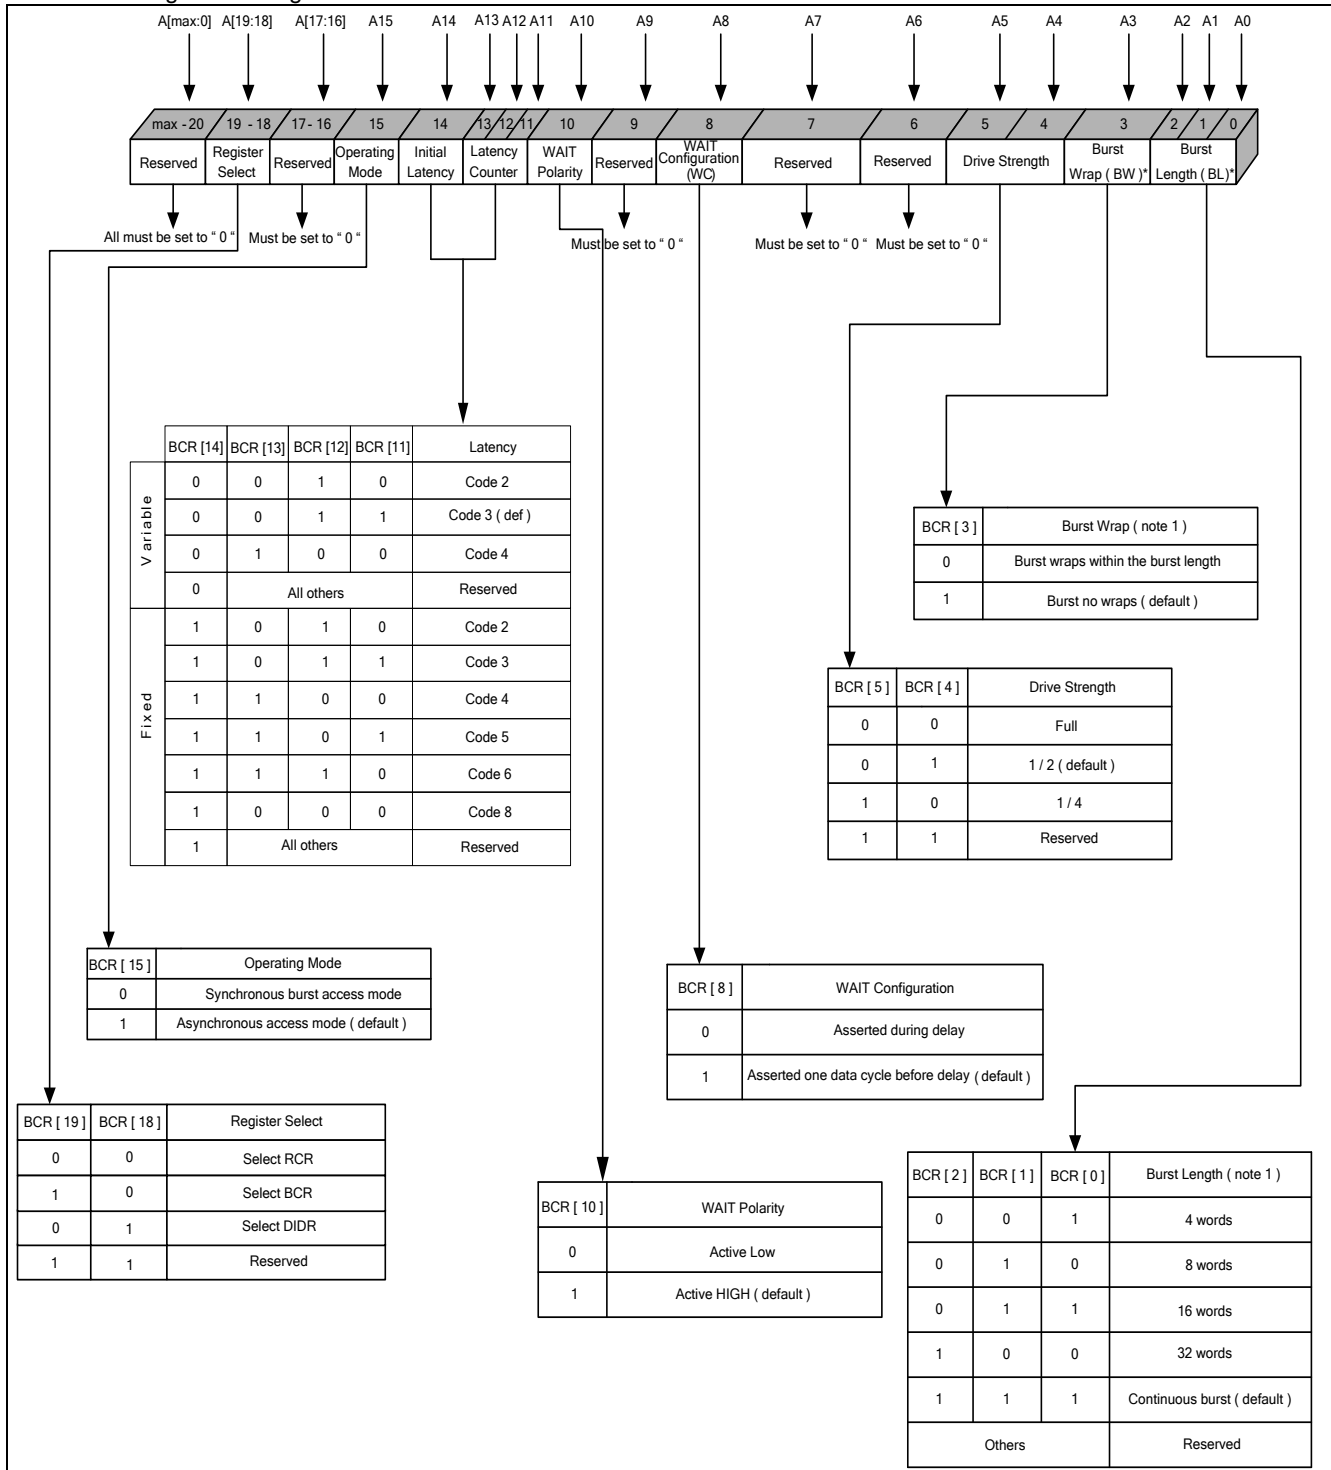 A[max:0] A[19:18] A[17:16] A15 A14 A13 A12 A11 A10 A9 A8 A7 A6 A5 A4 A3 A2 A1 A0
max - 20 19 - 18 17 - 16 15 14 13 12 11 10 9 8 7 6 5 4 3 2 1 0
Reserved Register Select Reserved Operating Mode Initial Latency Latency Counter WAIT Polarity Reserved WAIT Configuration (WC) Reserved Reserved Drive Strength Burst Wrap ( BW )* Burst Length ( BL )*
All must be set to “ 0 “ Must be set to “ 0 “ Must be set to “ 0 “ Must be set to “ 0 “ Must be set to “ 0 “
BCR [14] BCR [13] BCR [12] BCR [11] Latency
Variable
0 0 1 0 Code 2
0 0 1 1 Code 3 ( def )
0 1 0 0 Code 4
0 All others Reserved
Fixed
1 0 1 0 Code 2
1 0 1 1 Code 3
1 1 0 0 Code 4
1 1 0 1 Code 5
1 1 1 0 Code 6
1 0 0 0 Code 8
1 All others Reserved
BCR [ 3 ] Burst Wrap ( note 1 )
0 Burst wraps within the burst length
1 Burst no wraps ( default )
BCR [ 5 ] BCR [ 4 ] Drive Strength
0 0 Full
0 1 1 / 2 ( default )
1 0 1 / 4
1 1 Reserved
BCR [ 15 ] Operating Mode
0 Synchronous burst access mode
1 Asynchronous access mode ( default )
BCR [ 8 ] WAIT Configuration
0 Asserted during delay
1 Asserted one data cycle before delay ( default )
BCR [ 19 ] BCR [ 18 ] Register Select
0 0 Select RCR
1 0 Select BCR
0 1 Select DIDR
1 1 Reserved
BCR [ 10 ] WAIT Polarity
0 Active Low
1 Active HIGH ( default )
BCR [ 2 ] BCR [ 1 ] BCR [ 0 ] Burst Length ( note 1 )
0 0 1 4 words
0 1 0 8 words
0 1 1 16 words
1 0 0 32 words
1 1 1 Continuous burst ( default )
Others Reserved